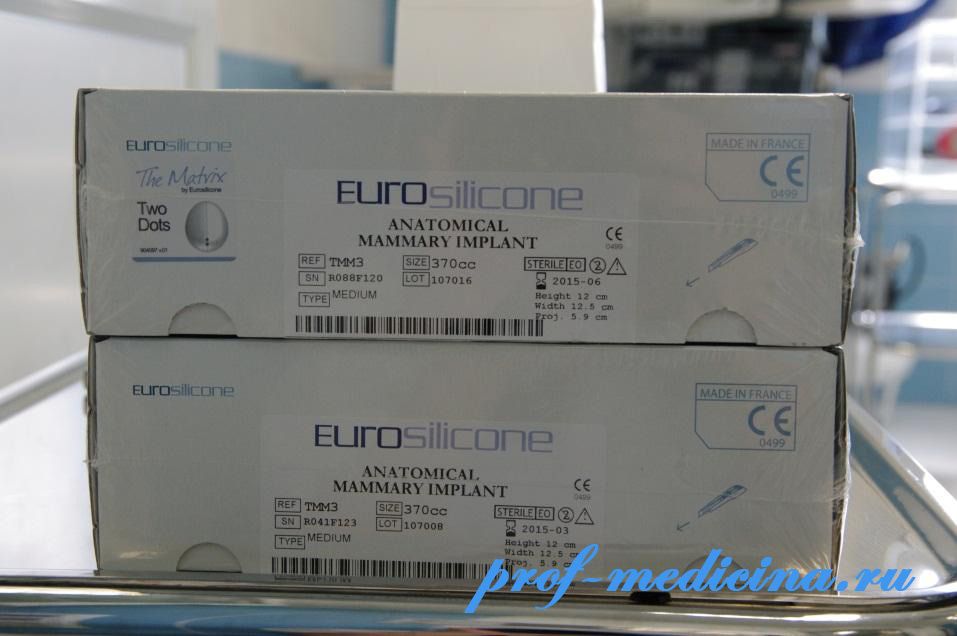 EUROsilicone
The Matrix
by Eurosilicone
Two
Dots
904097 v.01
MADE IN FRANCE
CE
0499
EUROsilicone
ANATOMICAL
MAMMARY IMPLANT
CE
0499
REF TMM3 SIZE 370cc
SN R088F120 LOT 107016
TYPE MEDIUM
STERILE EO 2
2015-06
Height 12 cm
Width 12.5 cm
Proj. 5.9 cm
EUROsilicone
MADE IN FRANCE
CE
0499
EUROsilicone
ANATOMICAL
MAMMARY IMPLANT
CE
0499
REF TMM3 SIZE 370cc
SN R041F123 LOT 107008
TYPE MEDIUM
STERILE EO 2
2015-03
Height 12 cm
Width 12.5 cm
Proj. 5.9 cm
prof-medicina.ru